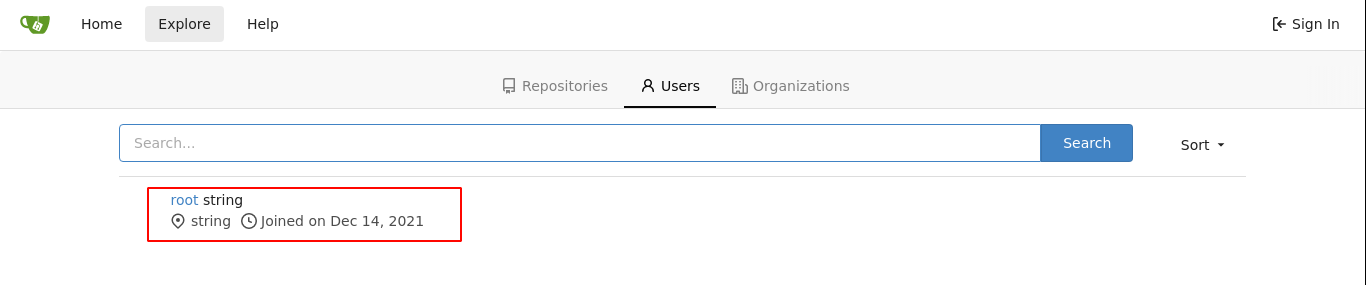 Home Explore Help Sign In
Repositories Users Organizations
Search... Search Sort
root string
string Joined on Dec 14, 2021